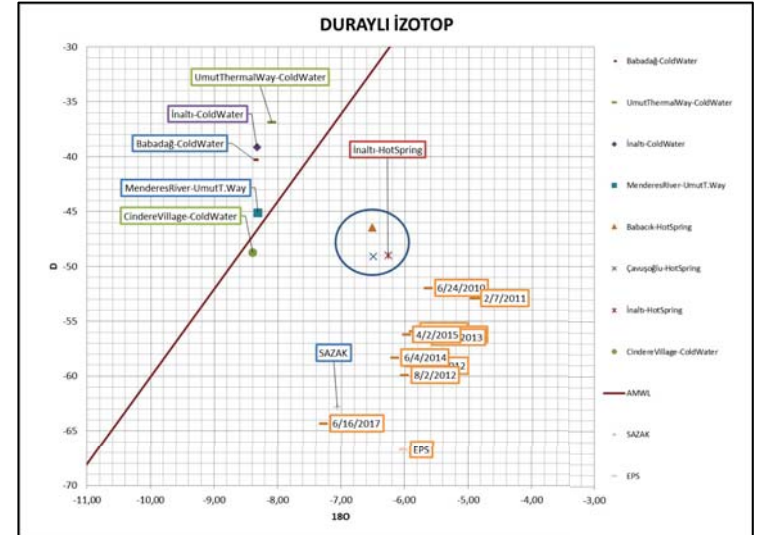 DURAYLI İZOTOP
-30
-35
-40
-45
-50
-55
-60
-65
-70
D
-11,00
-10,00
-9,00
-8,00
-7,00
-6,00
-5,00
-4,00
-3,00
18O
UmutThermalWay-ColdWater
İnaltı-ColdWater
Babadağ-ColdWater
İnaltı-HotSpring
MenderesRiver-UmutT.Way
CindereVillage-ColdWater
6/24/2010
2/7/2011
4/2/2015
2013
6/4/2014
012
8/2/2012
SAZAK
6/16/2017
EPS
Babadağ-ColdWater
UmutThermalWay-ColdWater
İnaltı-ColdWater
MenderesRiver-UmutT.Way
Babacık-HotSpring
Çavuşoğlu-HotSpring
İnaltı-HotSpring
CindereVillage-ColdWater
AMWL
SAZAK
EPS